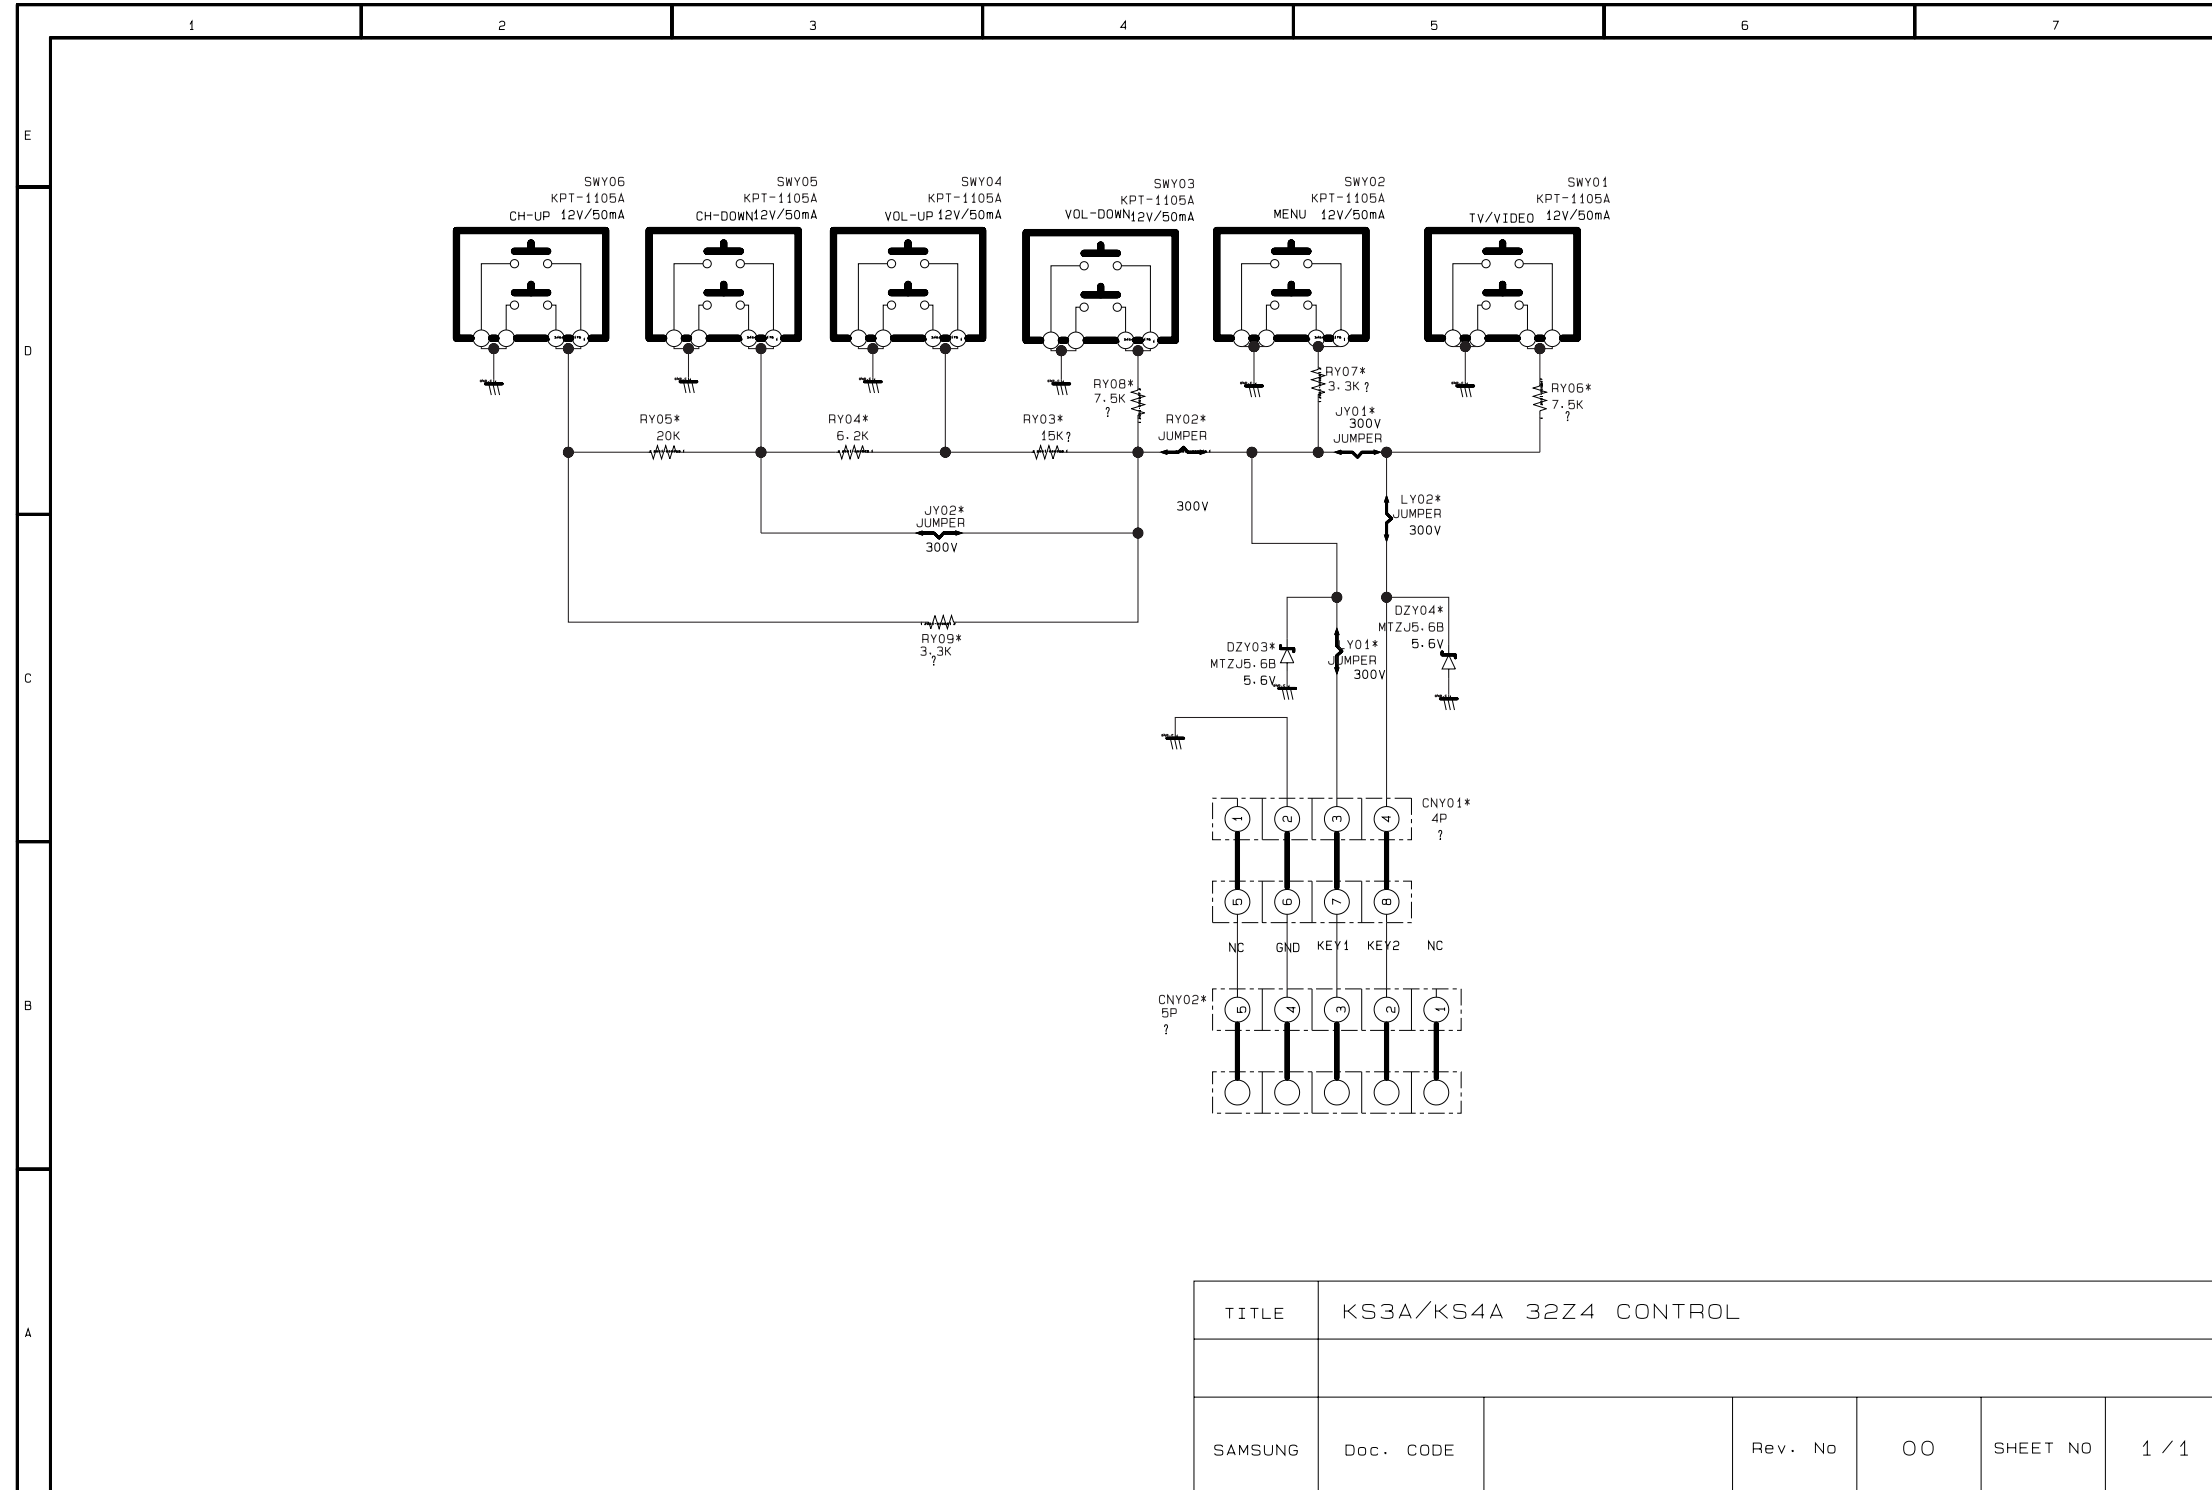 1 2 3 4 5 6 7
E
D
C
B
A
SWY06
KPT-1105A
CH-UP 12V/50mA
SWY05
KPT-1105A
CH-DOWN12V/50mA
SWY04
KPT-1105A
VOL-UP 12V/50mA
SWY03
KPT-1105A
VOL-DOWN12V/50mA
SWY02
KPT-1105A
MENU 12V/50mA
SWY01
KPT-1105A
TV/VIDEO 12V/50mA
RY08*
7.5K
?
RY07*
3.3K ?
RY06*
7.5K
?
RY05*
20K
RY04*
6.2K
RY03*
15K?
RY02*
JUMPER
300V
JY01*
300V
JUMPER
JY02*
JUMPER
300V
LY02*
JUMPER
300V
RY09*
3.3K
?
DZY03*
MTZJ5.6B
5.6V
Y01*
JUMPER
300V
DZY04*
MTZJ5.6B
5.6V
CNY01*
4P
?
1 2 3 4
5 6 7 8
NC GND KEY1 KEY2 NC
CNY02*
5P
?
5 4 3 2 1
TITLE KS3A/KS4A 32Z4 CONTROL
SAMSUNG Doc. CODE Rev. No 00 SHEET NO 1/1